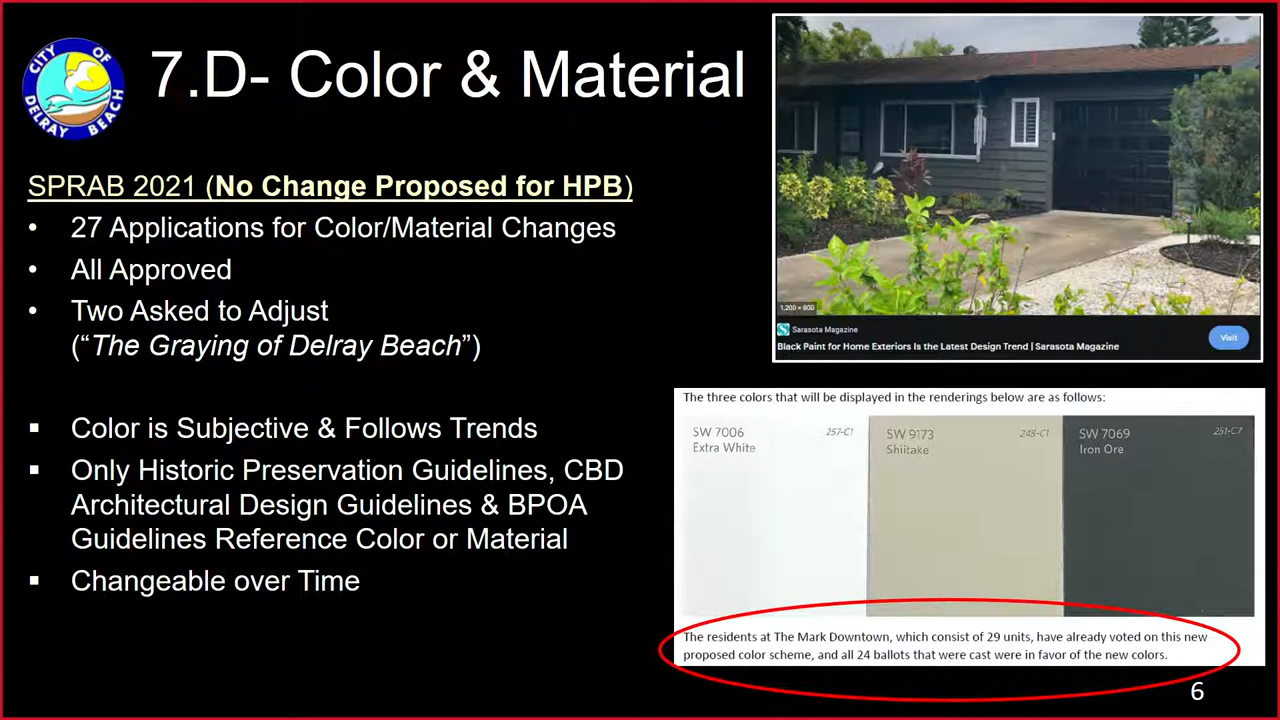 CITY OF DELRAY BEACH
7.D- Color & Material
SPRAB 2021 (No Change Proposed for HPB)
• 27 Applications for Color/Material Changes
• All Approved
• Two Asked to Adjust
(“The Graying of Delray Beach”)
▪ Color is Subjective & Follows Trends
▪ Only Historic Preservation Guidelines, CBD
Architectural Design Guidelines & BPOA
Guidelines Reference Color or Material
▪ Changeable over Time
1,200 × 800
S Sarasota Magazine
Black Paint for Home Exteriors Is the Latest Design Trend | Sarasota Magazine
Visit
The three colors that will be displayed in the renderings below are as follows:
SW 7006 257-C1
Extra White
SW 9173 248-C1
Shiitake
SW 7069 251-C7
Iron Ore
The residents at The Mark Downtown, which consist of 29 units, have already voted on this new
proposed color scheme, and all 24 ballots that were cast were in favor of the new colors.
6